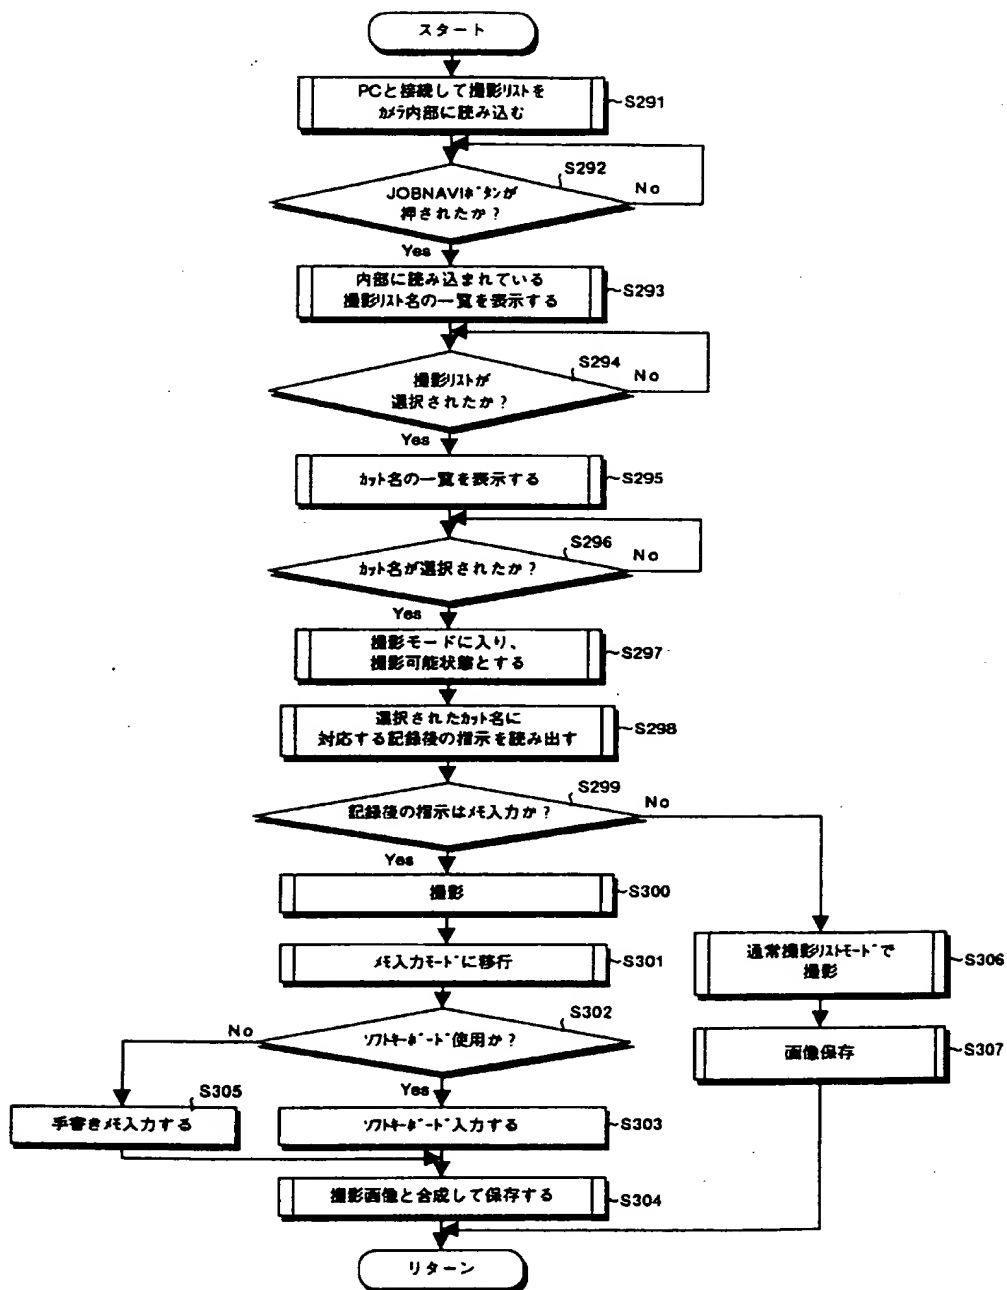 スタート
PCと接続して撮影ﾘｽﾄを
ｶﾒﾗ内部に読み込む
S291
S292
JOBNAVIﾎﾞﾀﾝが
押されたか？
No
Yes
内部に読み込まれている
撮影ﾘｽﾄ名の一覧を表示する
S293
S294
撮影リストが
選択されたか？
No
Yes
ｶｯﾄ名の一覧を表示する
S295
S296
ｶｯﾄ名が選択されたか？
No
Yes
撮影モードに入り、
撮影可能状態とする
S297
選択されたｶｯﾄ名に
対応する記録後の指示を読み出す
S298
S299
記録後の指示はﾒﾓ入力か？
No
Yes
撮影
S300
ﾒﾓ入力ﾓｰﾄﾞに移行
S301
通常撮影ﾘｽﾄﾓｰﾄﾞで
撮影
S306
S302
ｿﾌﾄｷｰﾎﾞｰﾄﾞ使用か？
No
Yes
画像保存
S307
S305
手書きﾒﾓ入力する
ｿﾌﾄｷｰﾎﾞｰﾄﾞ入力する
S303
撮影画像と合成して保存する
S304
リターン